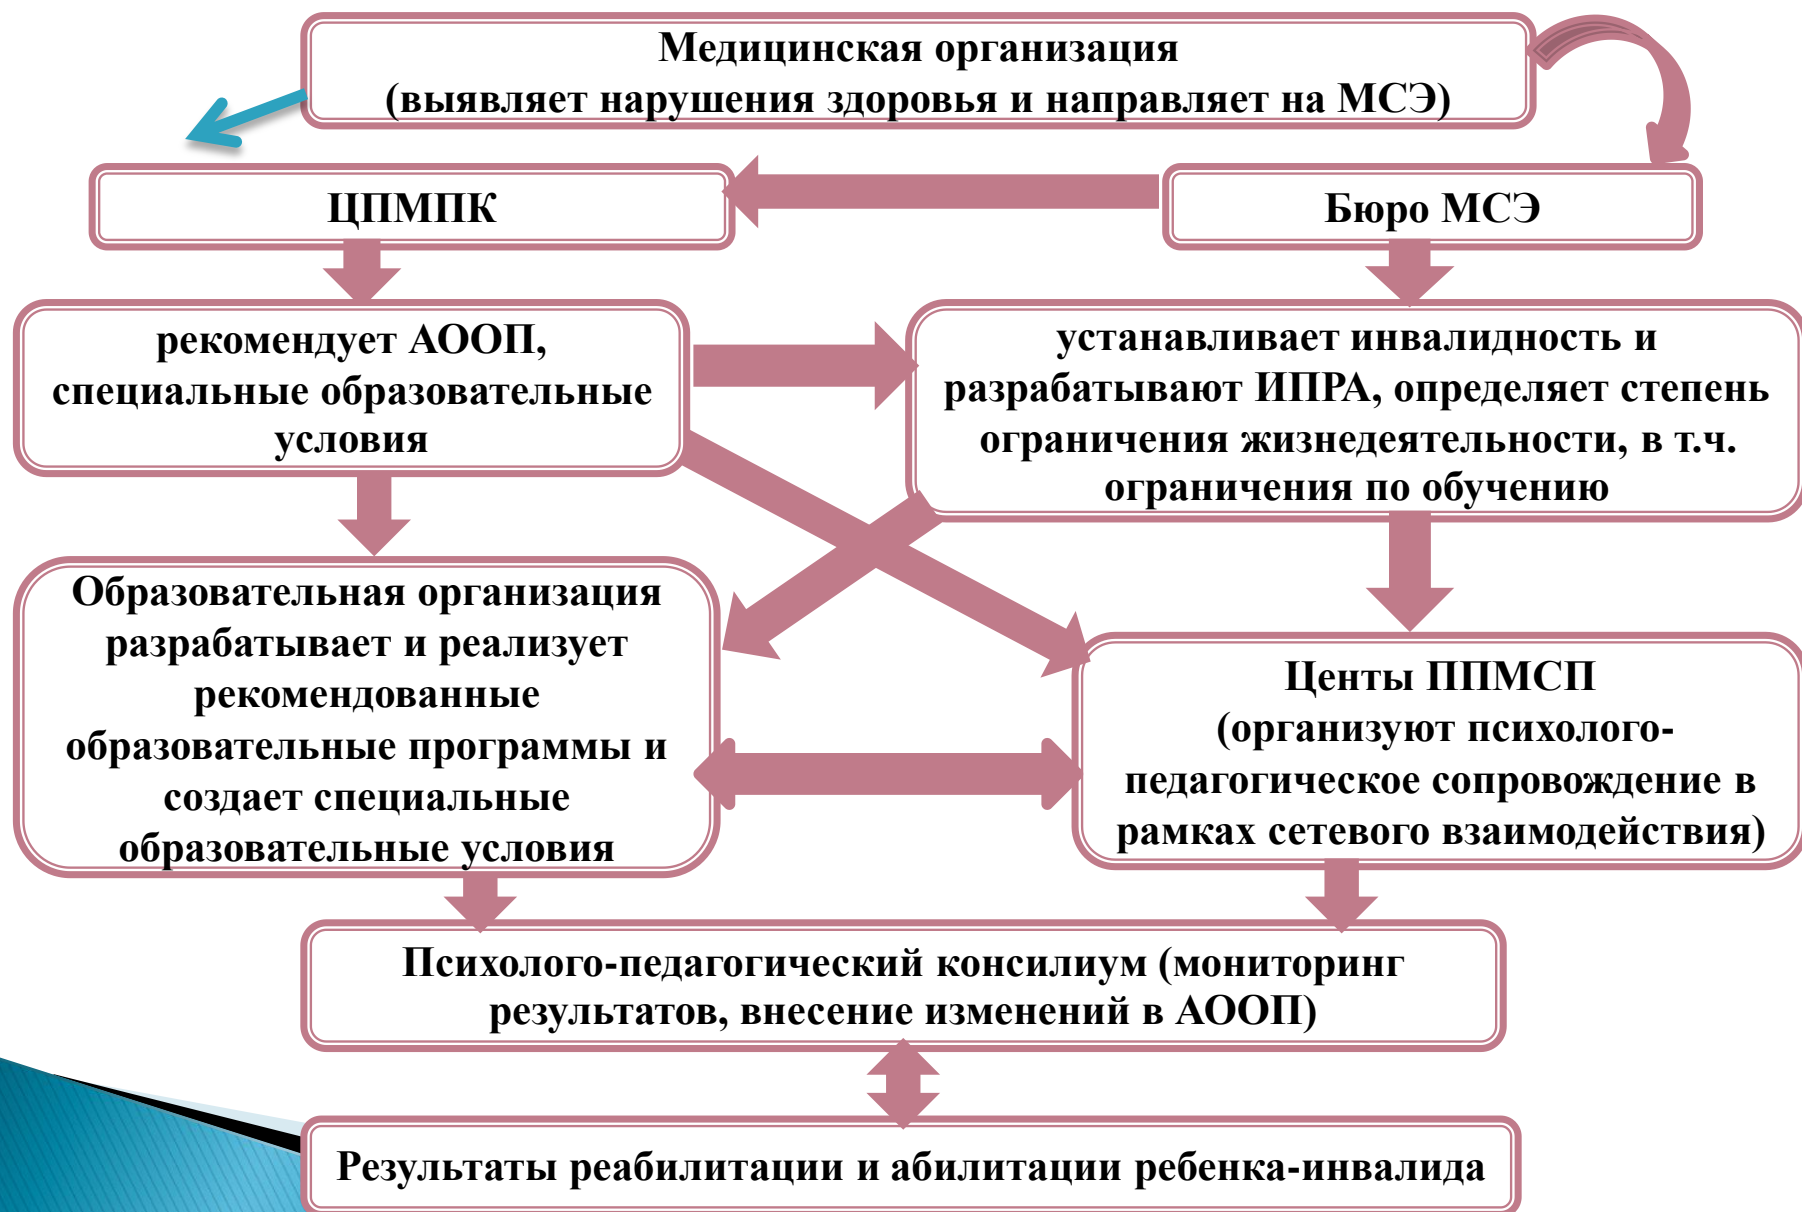 Медицинская организация
(выявляет нарушения здоровья и направляет на МСЭ)
ЦПМПК
Бюро МСЭ
рекомендует АООП,
специальные образовательные
условия
устанавливает инвалидность и
разрабатывают ИПРА, определяет степень
ограничения жизнедеятельности, в т.ч.
ограничения по обучению
Образовательная организация
разрабатывает и реализует
рекомендованные
образовательные программы и
создает специальные
образовательные условия
Центы ППМСП
(организуют психолого-
педагогическое сопровождение в
рамках сетевого взаимодействия)
Психолого-педагогический консилиум (мониторинг
результатов, внесение изменений в АООП)
Результаты реабилитации и абилитации ребенка-инвалида